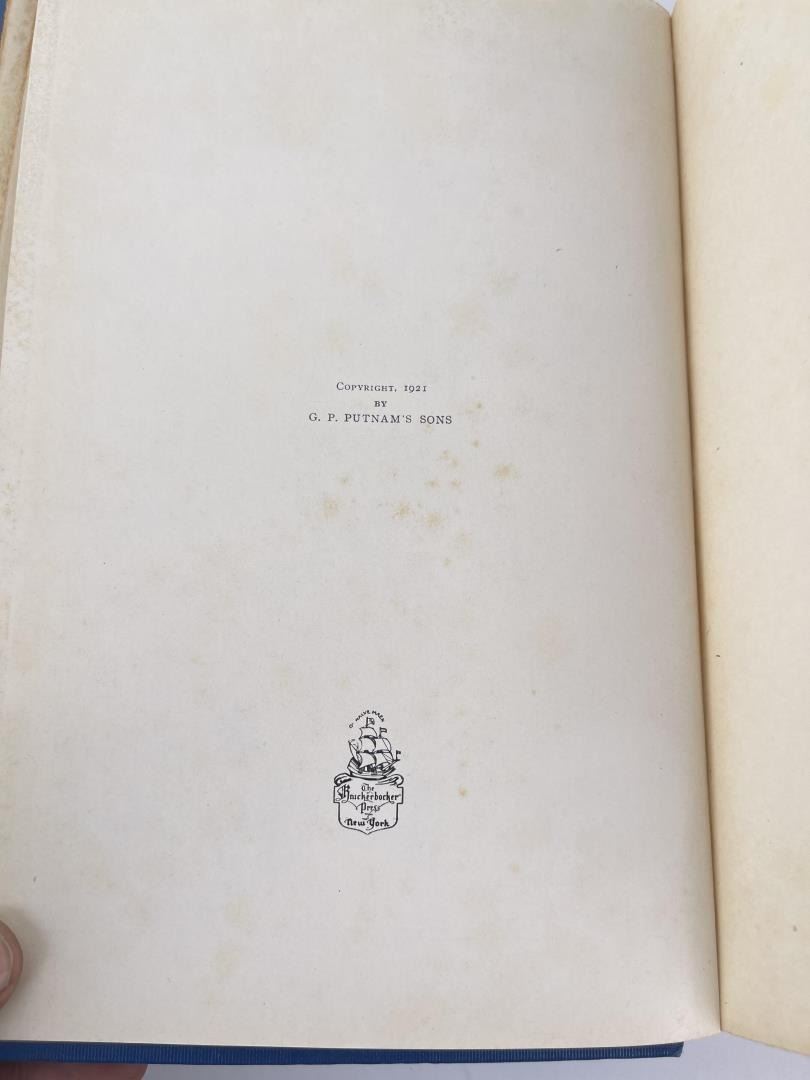 COPYRIGHT, 1921
BY
G. P. PUTNAM'S SONS
The
Knickerbocker
Press
New York